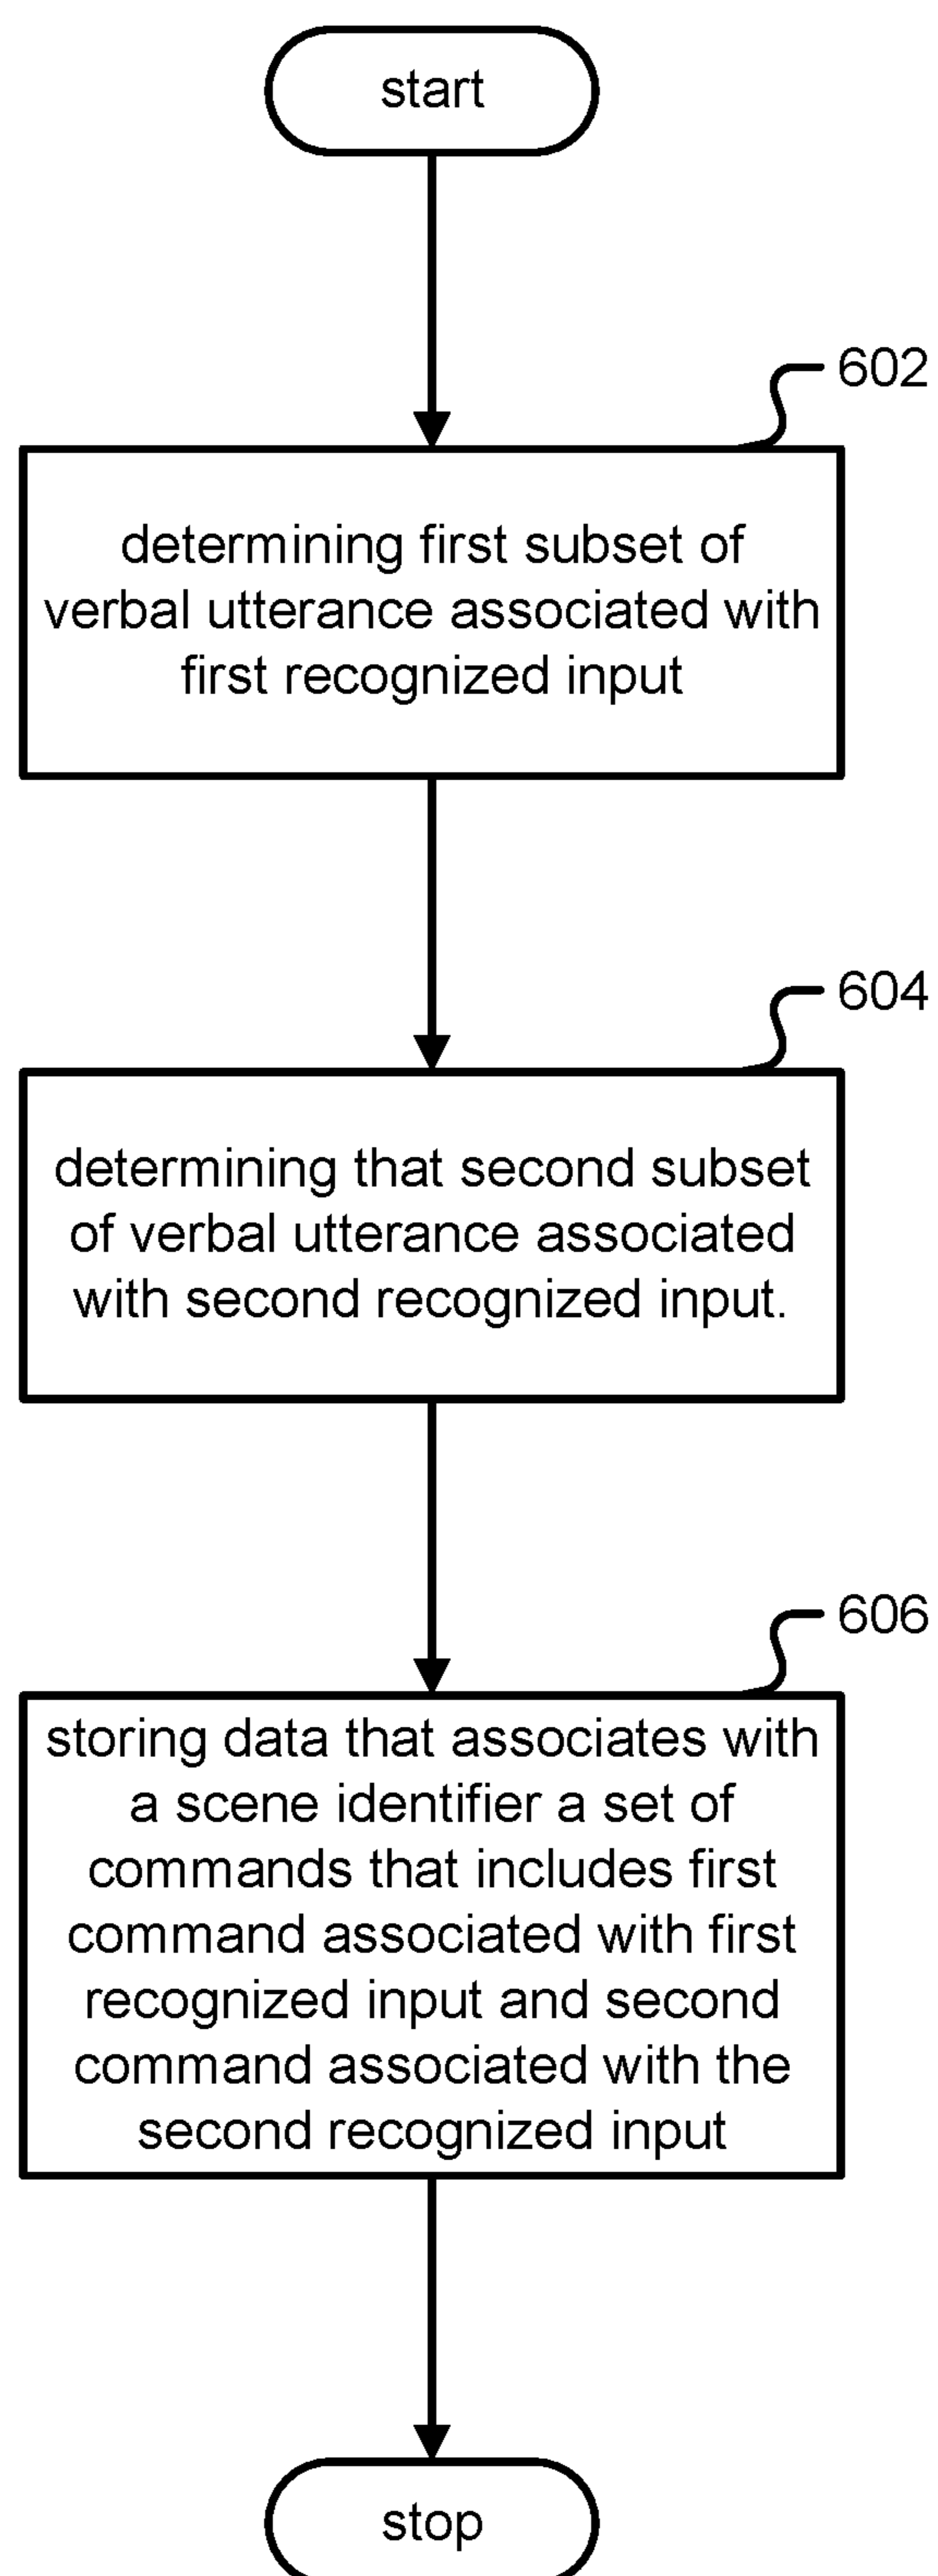 start
602
determining first subset of
verbal utterance associated with
first recognized input
604
determining that second subset
of verbal utterance associated
with second recognized input.
606
storing data that associates with
a scene identifier a set of
commands that includes first
command associated with first
recognized input and second
command associated with the
second recognized input
stop